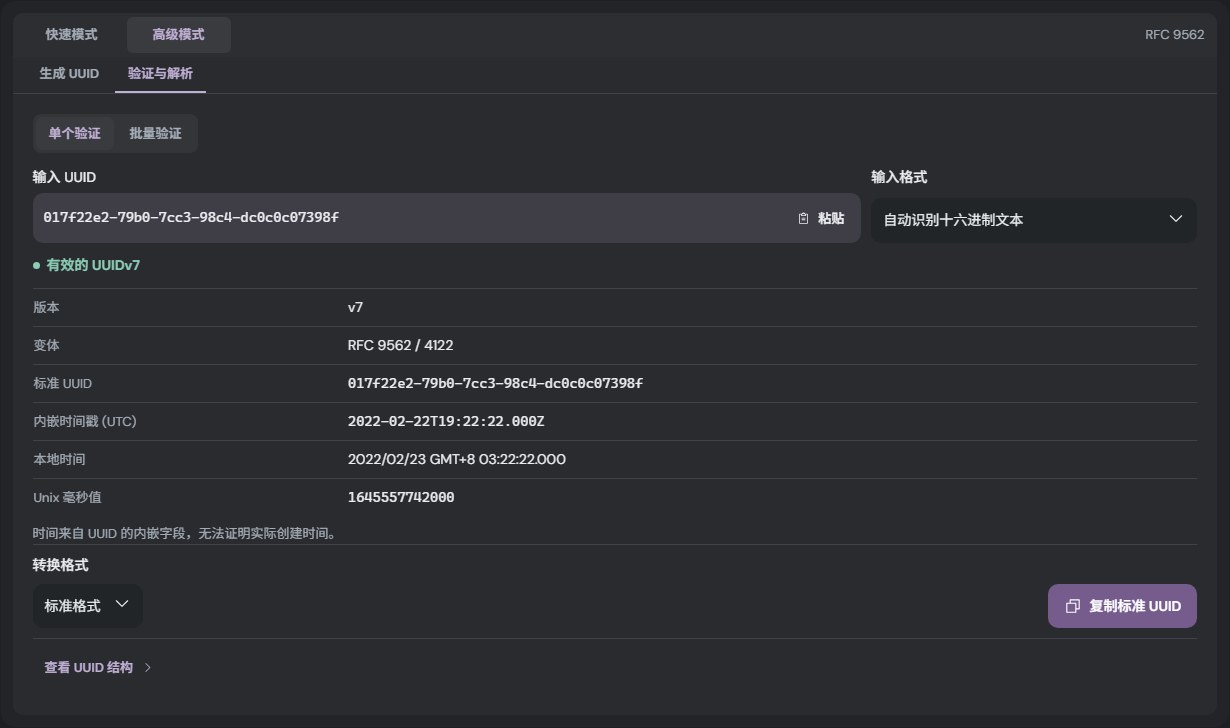 快速模式 高级模式 RFC 9562
生成 UUID 验证与解析
单个验证 批量验证
输入 UUID 输入格式
017f22e2-79b0-7cc3-98c4-dc0c0c07398f 粘贴 自动识别十六进制文本
有效的 UUIDv7
版本 v7
变体 RFC 9562 / 4122
标准 UUID 017f22e2-79b0-7cc3-98c4-dc0c0c07398f
内嵌时间戳 (UTC) 2022-02-22T19:22:22.000Z
本地时间 2022/02/23 GMT+8 03:22:22.000
Unix 毫秒值 1645557742000
时间来自 UUID 的内嵌字段，无法证明实际创建时间。
转换格式
标准格式 复制标准 UUID
查看 UUID 结构